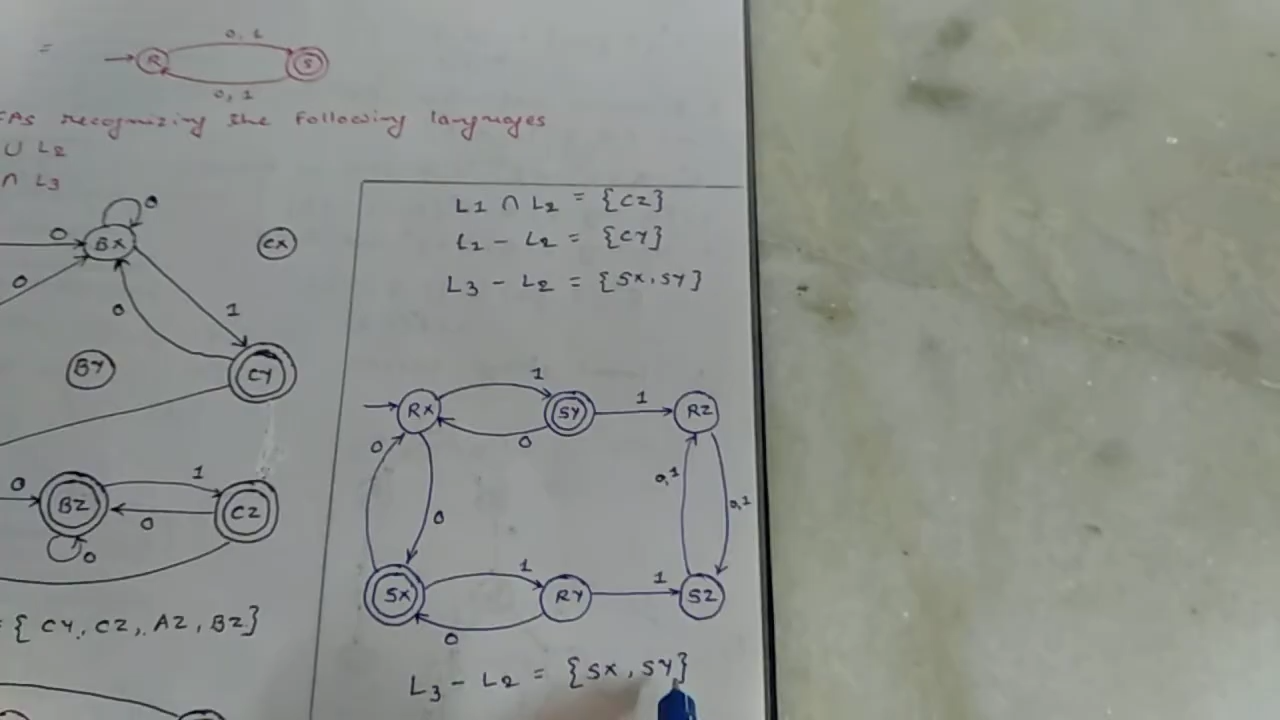 =
R
0, 1
S
0, 1
FAs recognizing the following languages
∪ L2
∩ L3
L1 ∩ L2 = {CZ}
L1 - L2 = {CY}
L3 - L2 = {SX, SY}
0
BX
0
CX
0
0
1
BY
CY
0
BZ
1
CZ
0
0
= { CY, CZ, AZ, BZ}
RX
1
SY
1
RZ
0
0
0
0,1
0,1
SX
1
RY
1
SZ
0
L3 - L2 = {SX, SY}